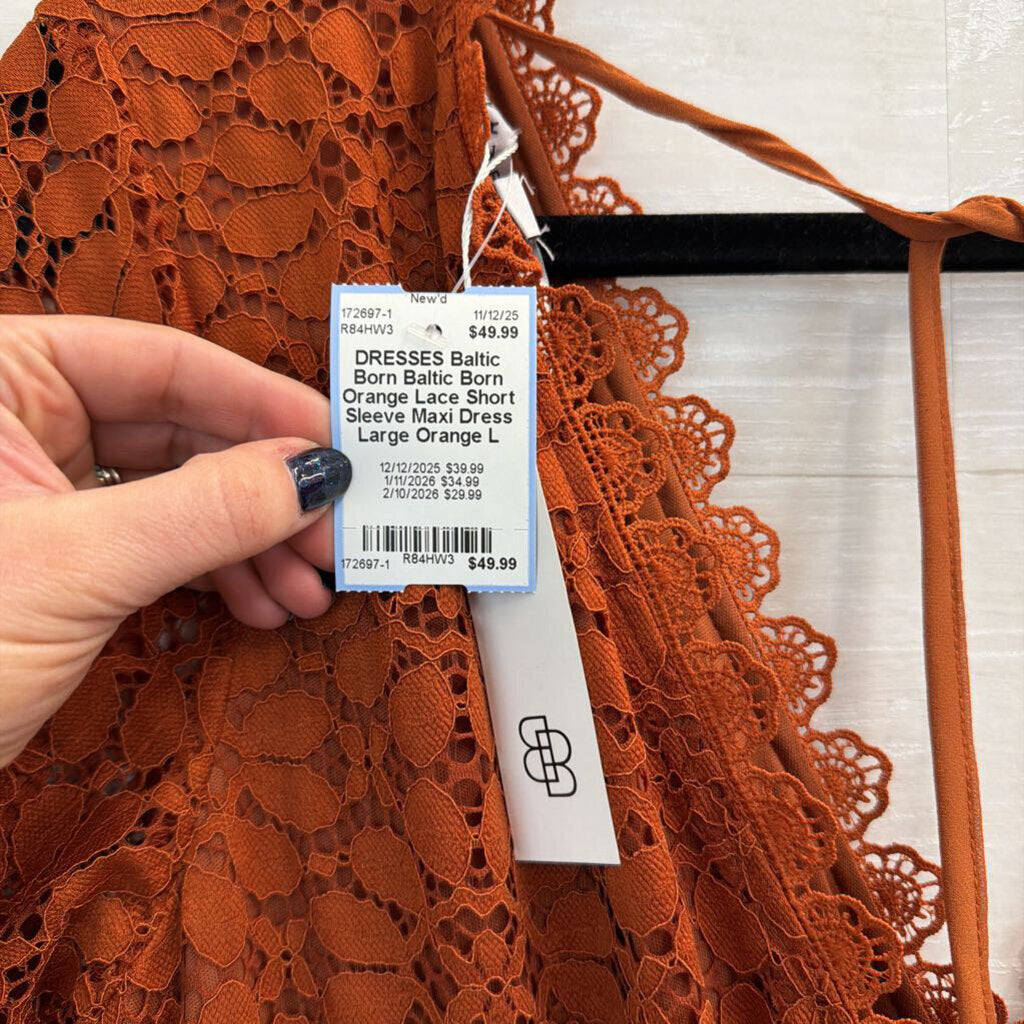 New'd
172697-1 11/12/25
R84HW3 $49.99
DRESSES Baltic
Born Baltic Born
Orange Lace Short
Sleeve Maxi Dress
Large Orange L
12/12/2025 $39.99
1/11/2026 $34.99
2/10/2026 $29.99
172697-1 R84HW3 $49.99